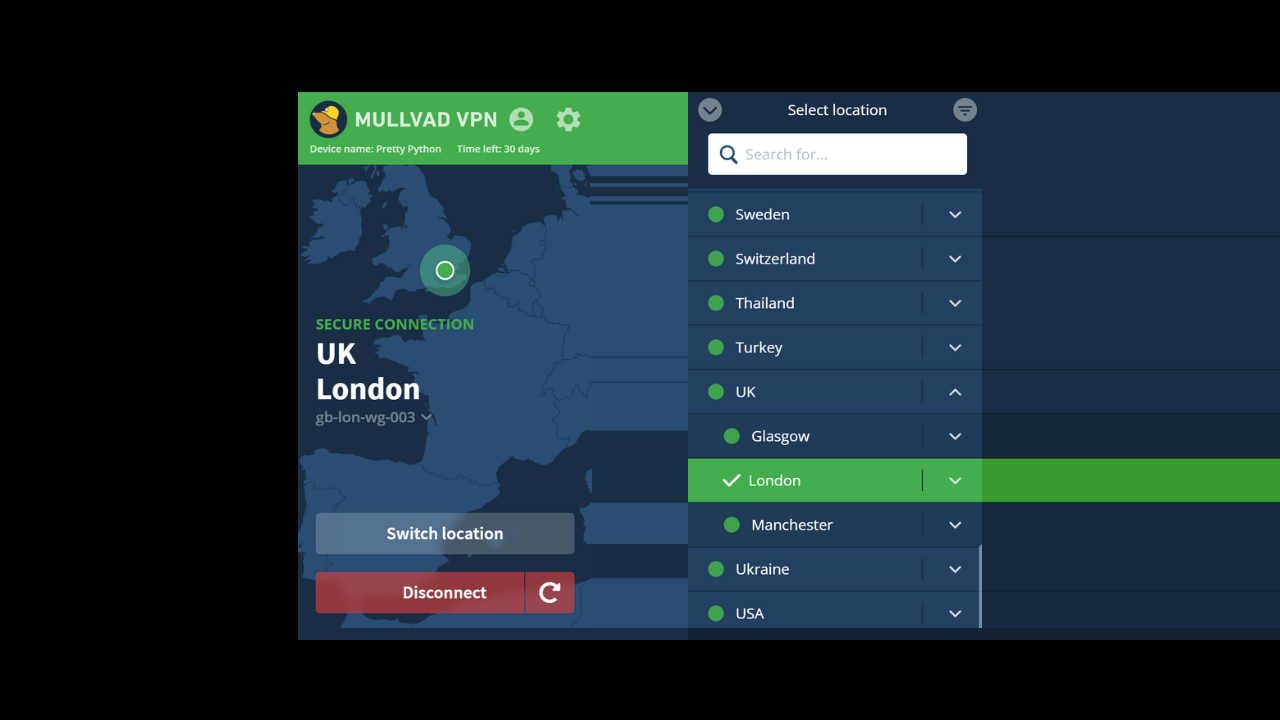 MULLVAD VPN
Device name: Pretty Python Time left: 30 days
SECURE CONNECTION
UK
London
gb-lon-wg-003
Switch location
Disconnect
Select location
Search for...
Sweden
Switzerland
Thailand
Turkey
UK
Glasgow
London
Manchester
Ukraine
USA